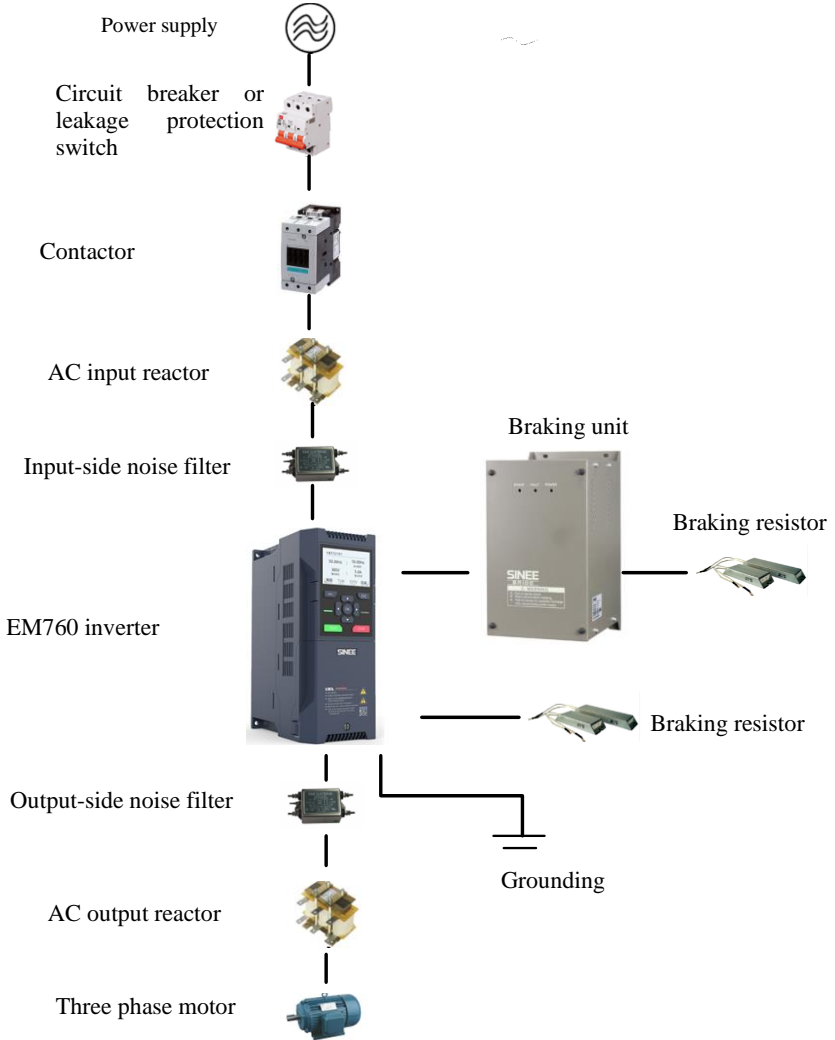 Power supply
Circuit breaker or
leakage protection
switch
Contactor
AC input reactor
Input-side noise filter
Braking unit
SINEE
Braking resistor
EM760 inverter
SINEE
Braking resistor
Output-side noise filter
Grounding
AC output reactor
Three phase motor